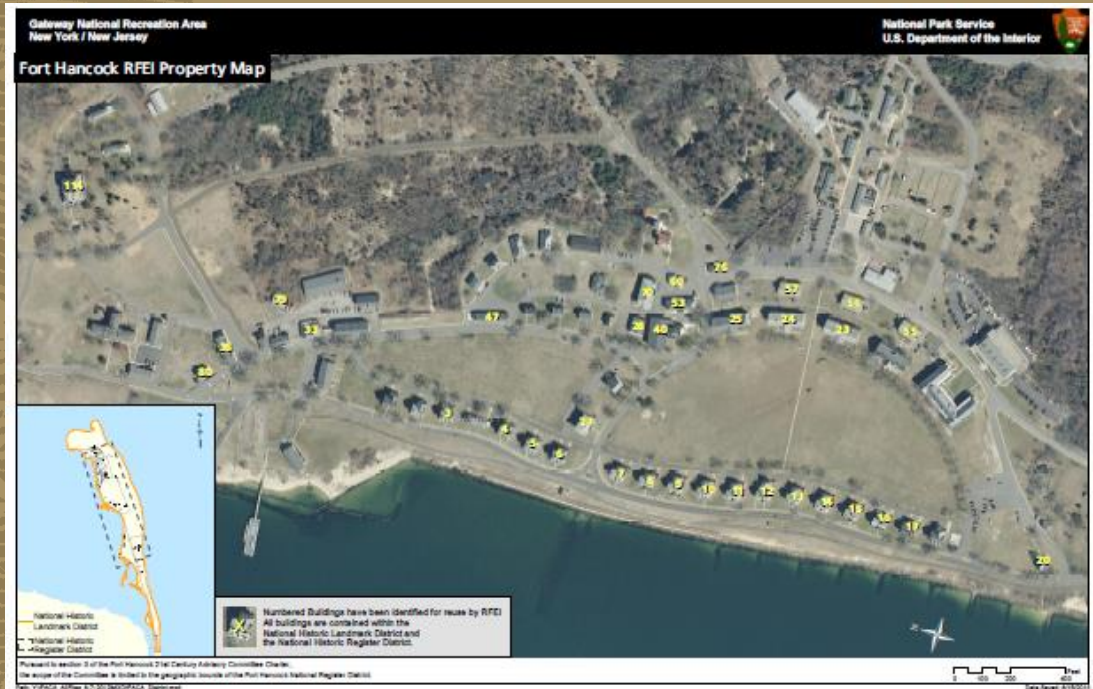 Gateway National Recreation Area
New York / New Jersey
National Park Service
U.S. Department of the Interior
Fort Hancock RFEI Property Map
114
60
76
53
57
56
55
33
47
28
40
25
24
23
80
3
4
5
6
27
7
8
9
10
11
12
13
14
15
16
17
20
National Historic
Landmark District
National Historic
Register District
X
Numbered Buildings have been identified for reuse by RFEI
All buildings are contained within the
National Historic Landmark District and
the National Historic Register District.
Pursuant to section 3 of the Fort Hancock 21st Century Advisory Committee Charter,
the scope of the Committee is limited to the geographic bounds of the Fort Hancock National Register District.
Feet